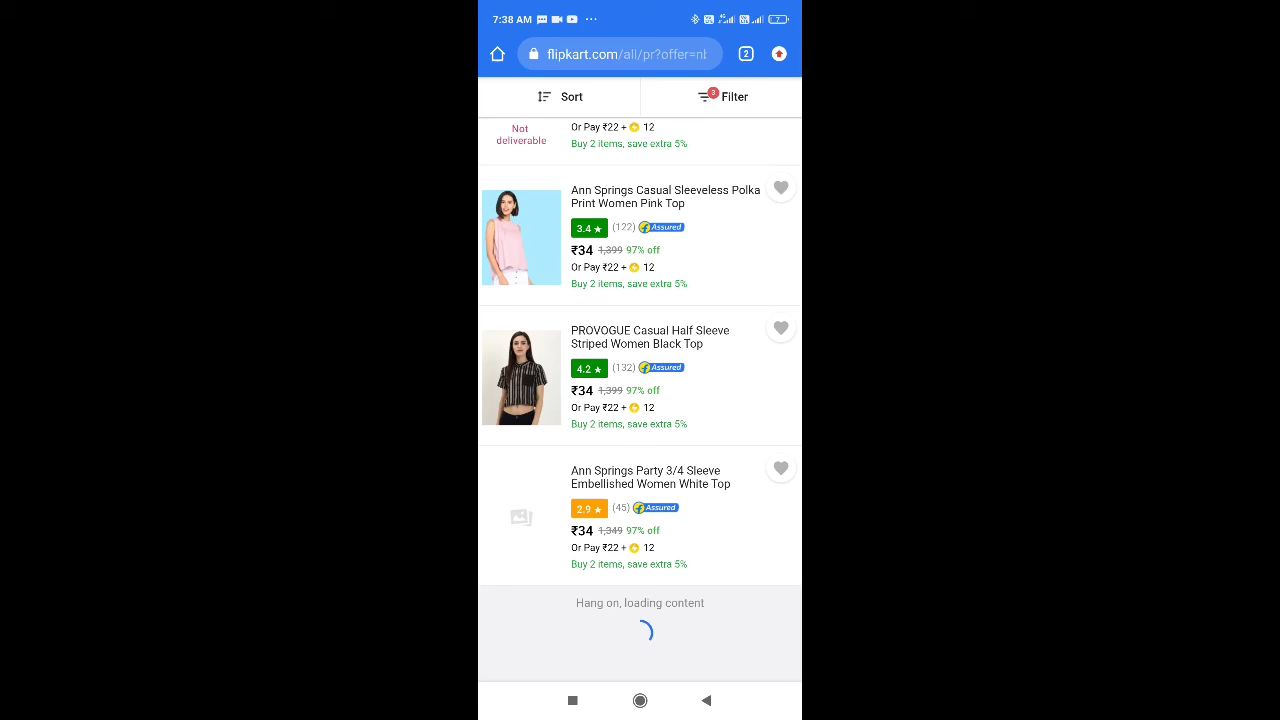 7:38 AM ...
7
flipkart.com/all/pr?offer=nb
2
Sort
3 Filter
Not
deliverable
Or Pay ₹22 + 12
Buy 2 items, save extra 5%
Ann Springs Casual Sleeveless Polka
Print Women Pink Top
3.4 ★ (122) Assured
₹34 1,399 97% off
Or Pay ₹22 + 12
Buy 2 items, save extra 5%
PROVOGUE Casual Half Sleeve
Striped Women Black Top
4.2 ★ (132) Assured
₹34 1,399 97% off
Or Pay ₹22 + 12
Buy 2 items, save extra 5%
Ann Springs Party 3/4 Sleeve
Embellished Women White Top
2.9 ★ (45) Assured
₹34 1,349 97% off
Or Pay ₹22 + 12
Buy 2 items, save extra 5%
Hang on, loading content